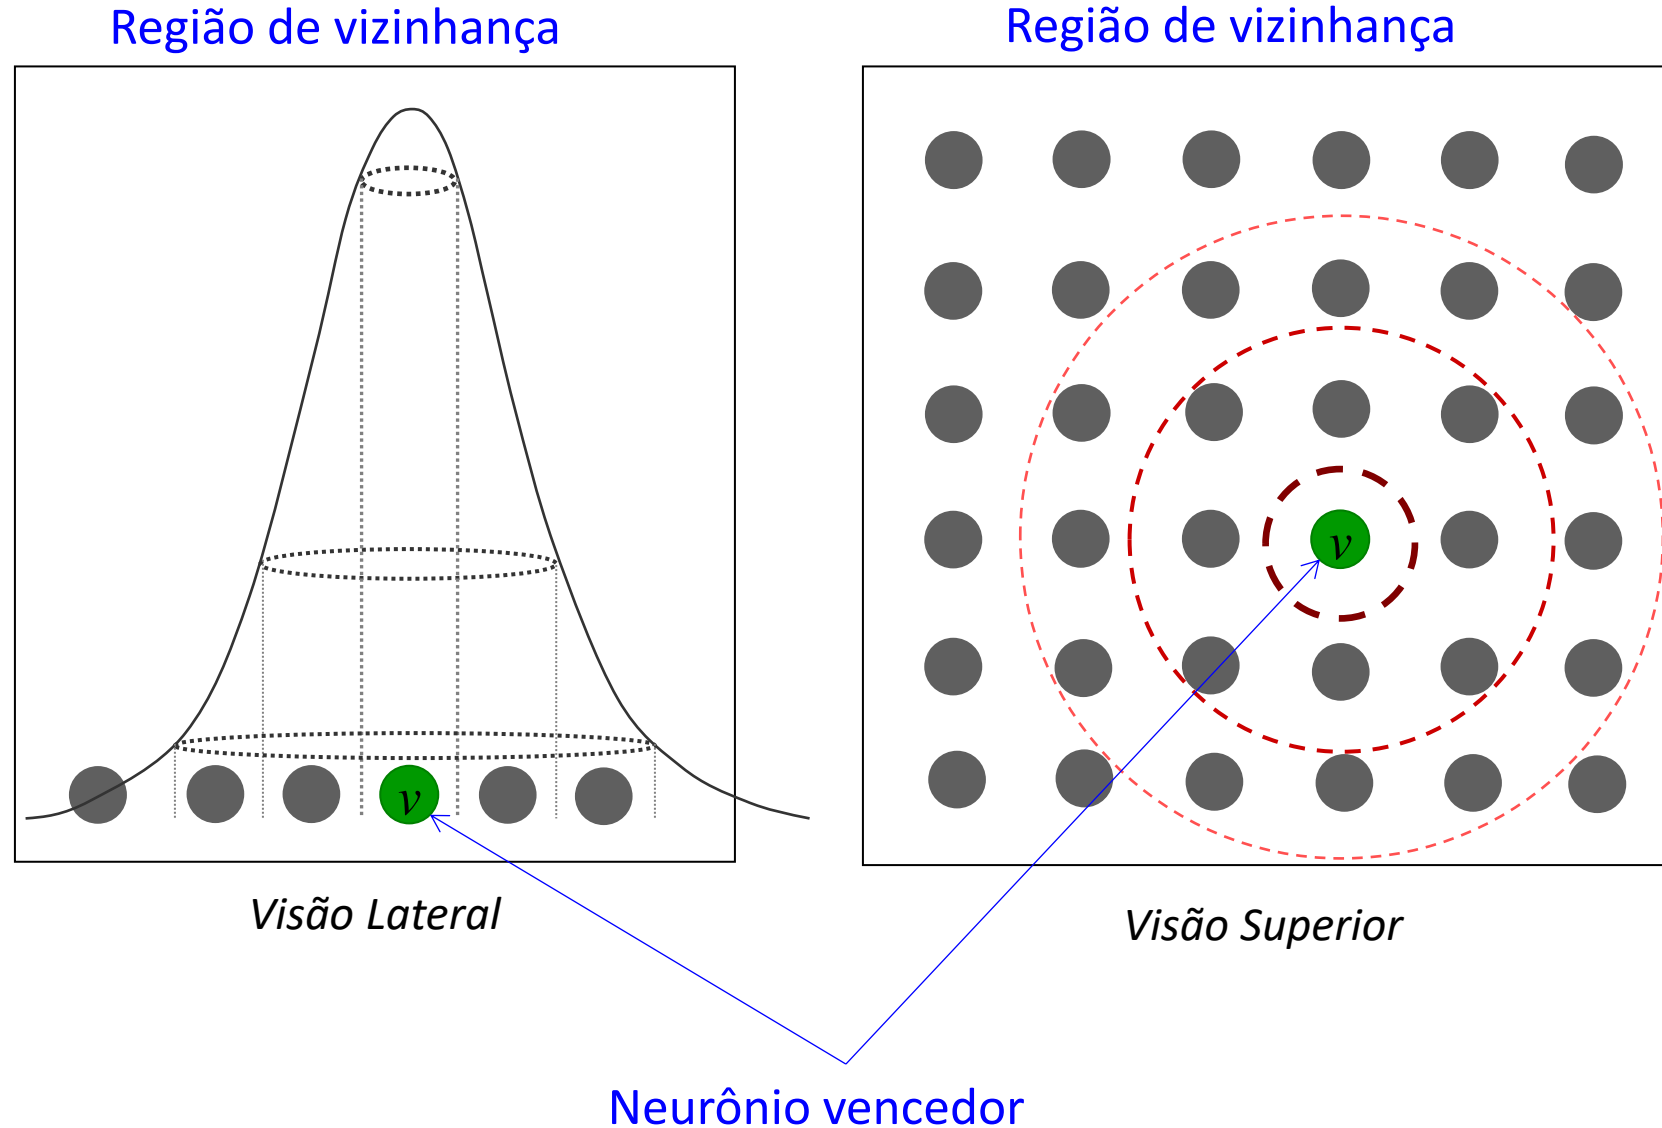 Região de vizinhança
Região de vizinhança
v
v
Visão Lateral
Visão Superior
Neurônio vencedor